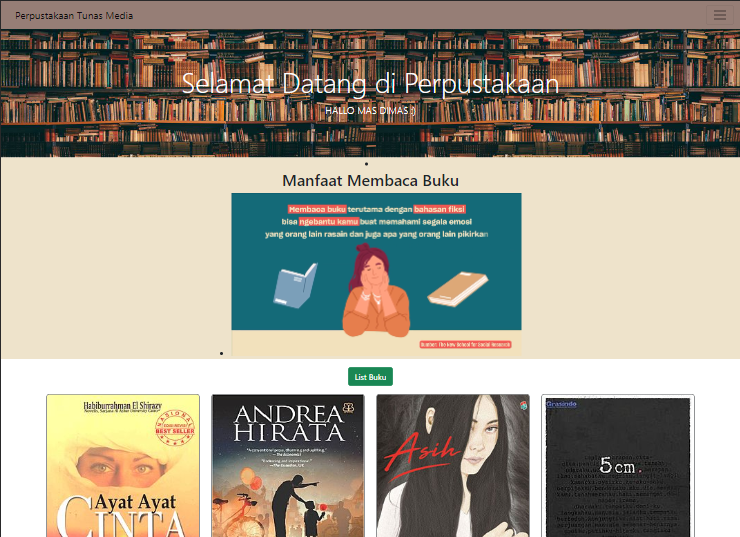 Perpustakaan Tunas Media
Selamat Datang di Perpustakaan
HALLO MAS DIMAS :)
Manfaat Membaca Buku
Membaca buku terutama dengan bahasan fiksi
bisa ngebantu kamu buat memahami segala emosi
yang orang lain rasain dan juga apa yang orang lain pikirkan
Sumber: The New School for Social Research
List Buku
Habiburrahman El Shirazy
BEST SELLER
Ayat Ayat
CINTA
ANDREA
HIRATA
Asih
Grasindo
5 cm.